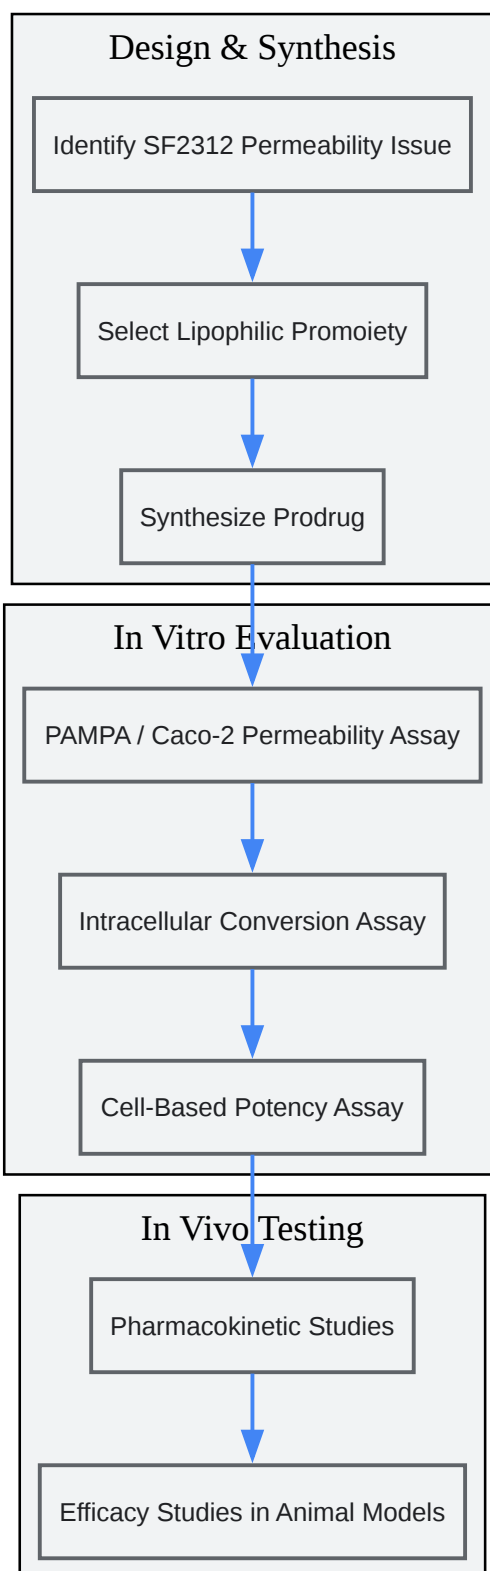 Design & Synthesis
Identify SF2312 Permeability Issue
Select Lipophilic Promoiety
Synthesize Prodrug
In Vitro Evaluation
PAMPA / Caco-2 Permeability Assay
Intracellular Conversion Assay
Cell-Based Potency Assay
In Vivo Testing
Pharmacokinetic Studies
Efficacy Studies in Animal Models